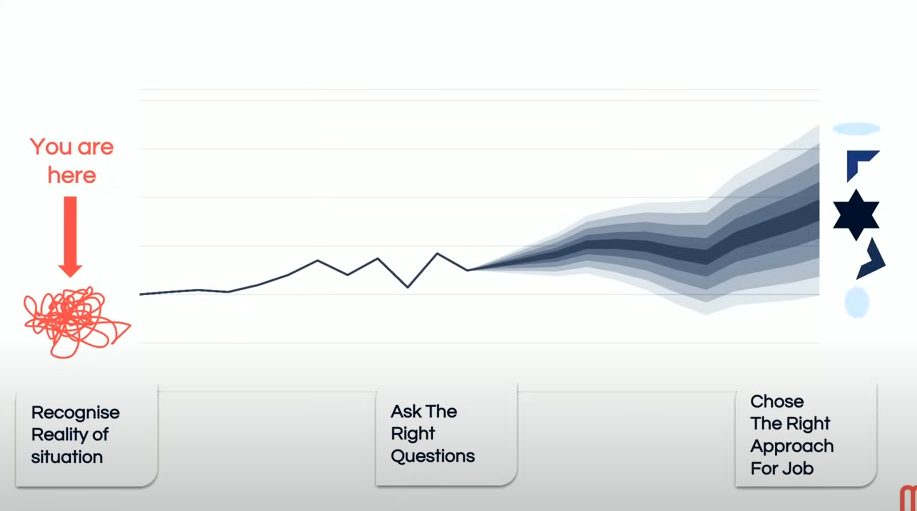 You are
here
Recognise
Reality of
situation
Ask The
Right
Questions
Chose
The Right
Approach
For Job